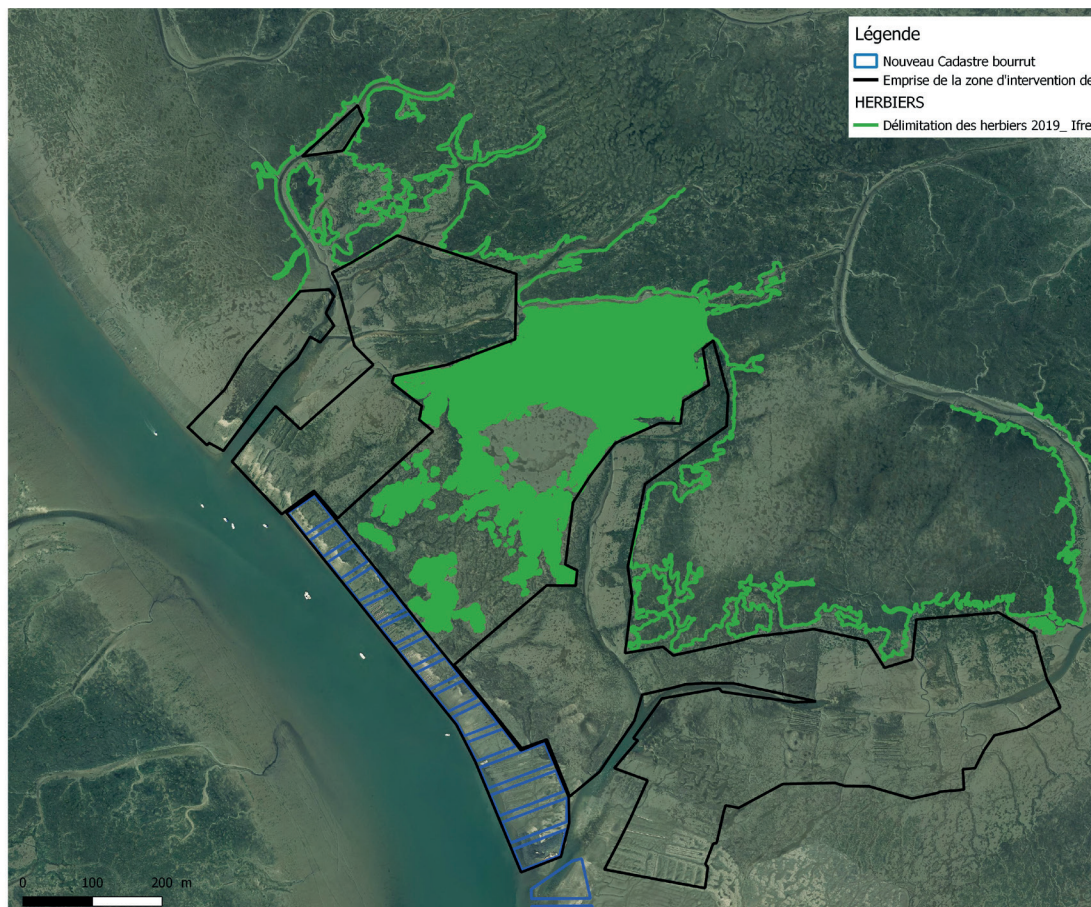 Légende
Nouveau Cadastre bourrut
Emprise de la zone d'intervention de
HERBIERS
Délimitation des herbiers 2019_ Ifre
0 100 200 m